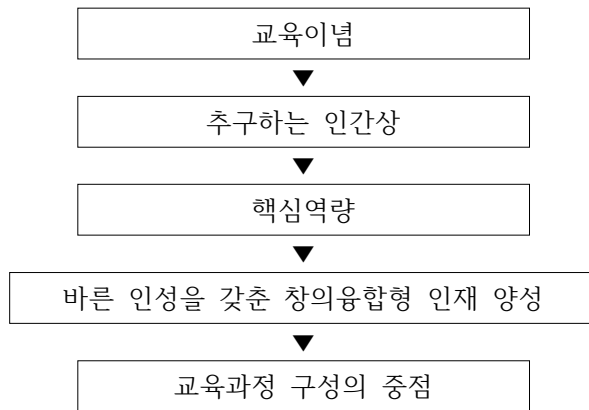 교육이념
추구하는 인간상
핵심역량
바른 인성을 갖춘 창의융합형 인재 양성
교육과정 구성의 중점